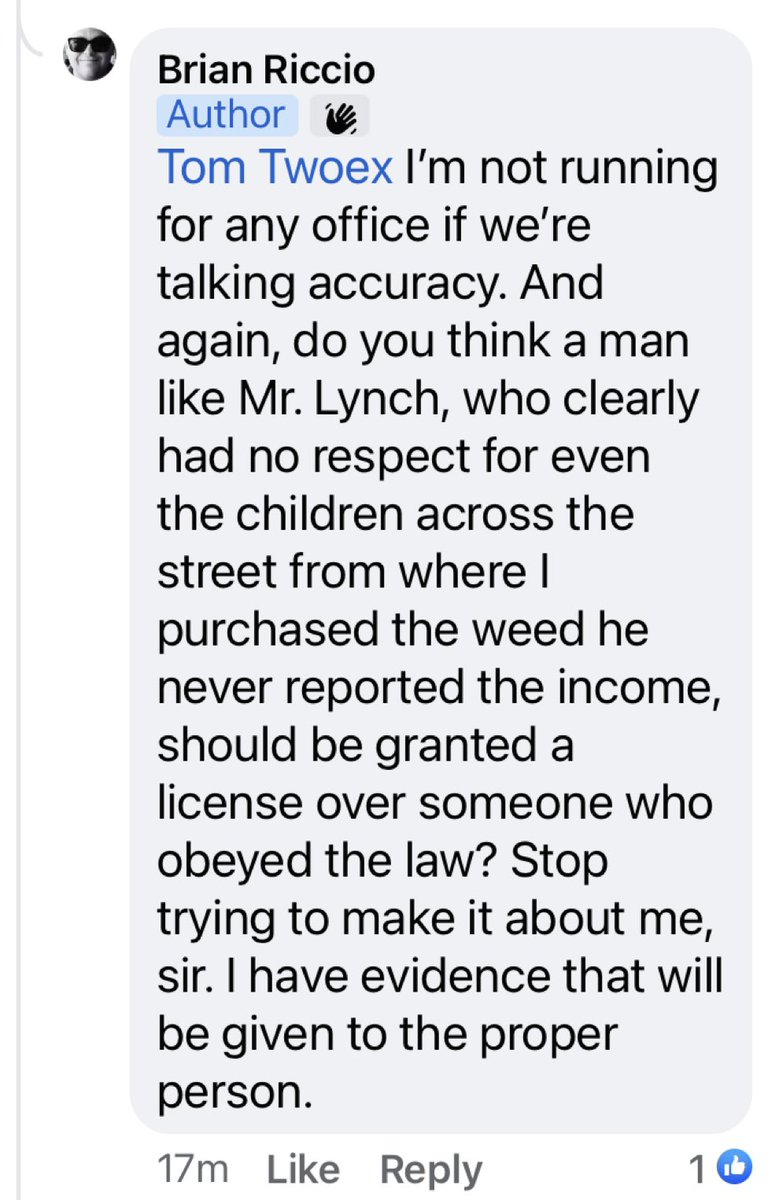 Brian Riccio
Author 👋
Tom Twoex I’m not running
for any office if we’re
talking accuracy. And
again, do you think a man
like Mr. Lynch, who clearly
had no respect for even
the children across the
street from where I
purchased the weed he
never reported the income,
should be granted a
license over someone who
obeyed the law? Stop
trying to make it about me,
sir. I have evidence that will
be given to the proper
person.
17m Like Reply 1